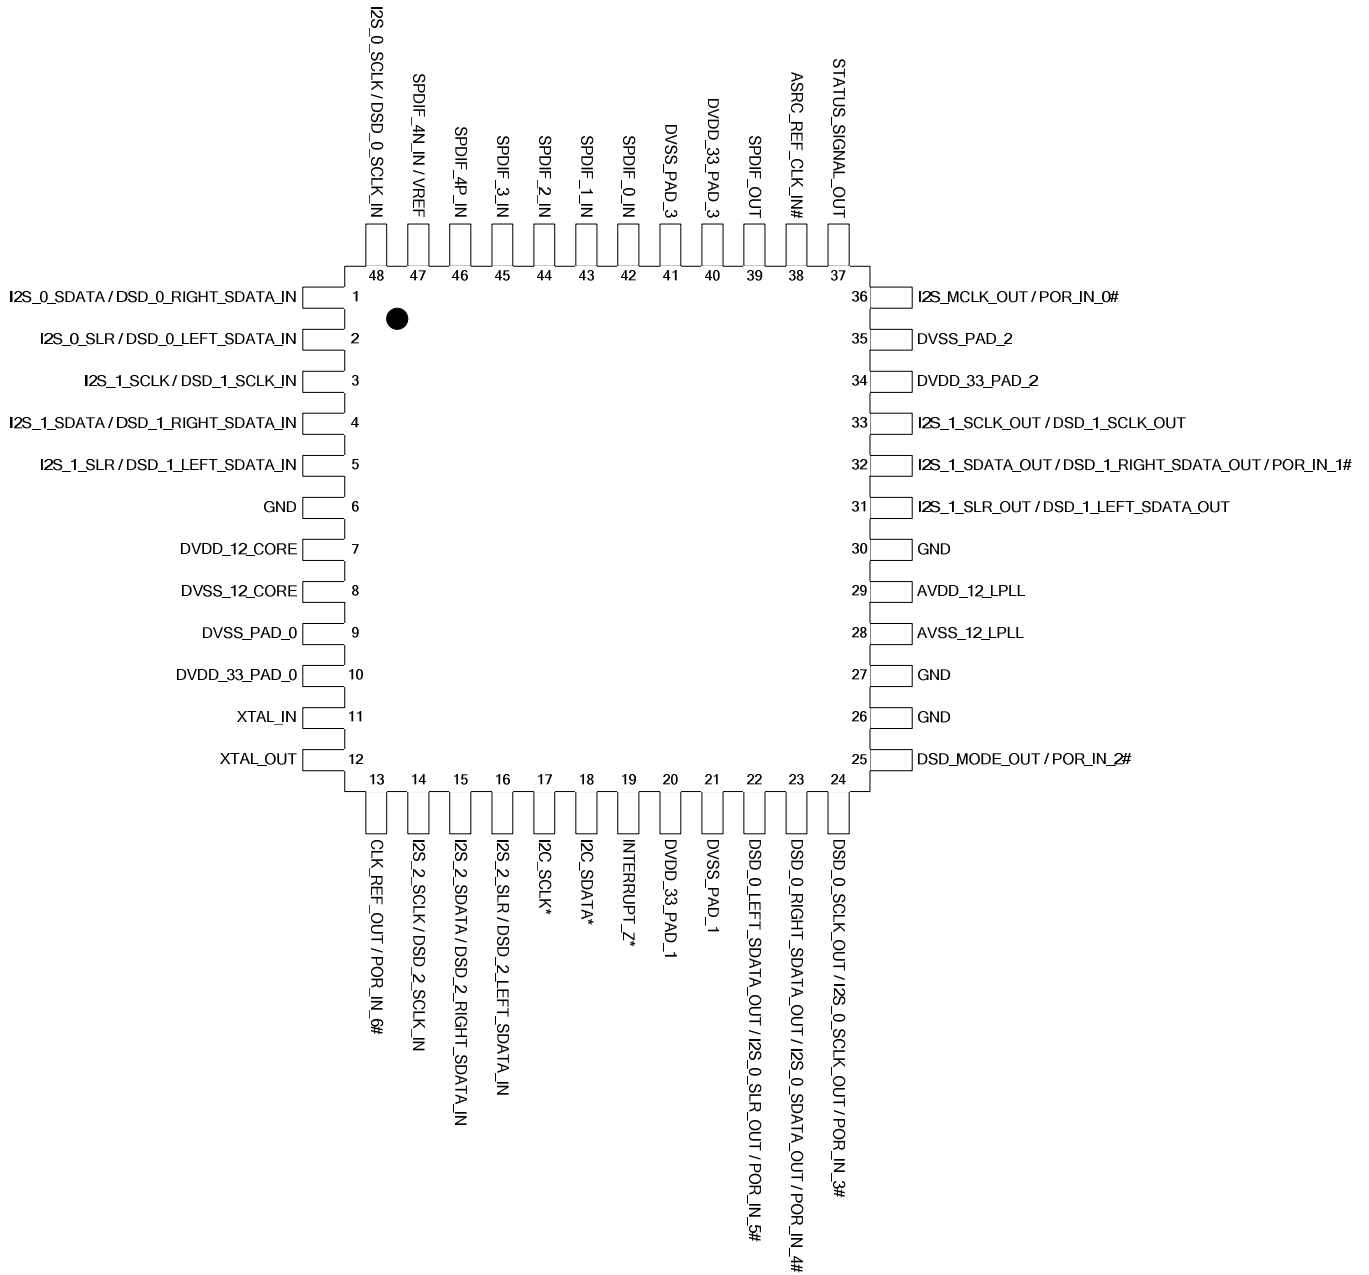 I2S_0_SCLK / DSD_0_SCLK_IN
SPDIF_4N_IN / VREF
SPDIF_4P_IN
SPDIF_3_IN
SPDIF_2_IN
SPDIF_1_IN
SPDIF_0_IN
DVSS_PAD_3
DVDD_33_PAD_3
SPDIF_OUT
ASRC_REF_CLK_IN#
STATUS_SIGNAL_OUT
48 47 46 45 44 43 42 41 40 39 38 37
I2S_0_SDATA / DSD_0_RIGHT_SDATA_IN 1
I2S_0_SLR / DSD_0_LEFT_SDATA_IN 2
I2S_1_SCLK / DSD_1_SCLK_IN 3
I2S_1_SDATA / DSD_1_RIGHT_SDATA_IN 4
I2S_1_SLR / DSD_1_LEFT_SDATA_IN 5
GND 6
DVDD_12_CORE 7
DVSS_12_CORE 8
DVSS_PAD_0 9
DVDD_33_PAD_0 10
XTAL_IN 11
XTAL_OUT 12
36 I2S_MCLK_OUT / POR_IN_0#
35 DVSS_PAD_2
34 DVDD_33_PAD_2
33 I2S_1_SCLK_OUT / DSD_1_SCLK_OUT
32 I2S_1_SDATA_OUT / DSD_1_RIGHT_SDATA_OUT / POR_IN_1#
31 I2S_1_SLR_OUT / DSD_1_LEFT_SDATA_OUT
30 GND
29 AVDD_12_LPLL
28 AVSS_12_LPLL
27 GND
26 GND
25 DSD_MODE_OUT / POR_IN_2#
13 14 15 16 17 18 19 20 21 22 23 24
CLK_REF_OUT / POR_IN_6#
I2S_2_SCLK / DSD_2_SCLK_IN
I2S_2_SDATA / DSD_2_RIGHT_SDATA_IN
I2S_2_SLR / DSD_2_LEFT_SDATA_IN
I2C_SCLK*
I2C_SDATA*
INTERRUPT_Z*
DVDD_33_PAD_1
DVSS_PAD_1
DSD_0_LEFT_SDATA_OUT / I2S_0_SLR_OUT / POR_IN_5#
DSD_0_RIGHT_SDATA_OUT / I2S_0_SDATA_OUT / POR_IN_4#
DSD_0_SCLK_OUT / I2S_0_SCLK_OUT / POR_IN_3#